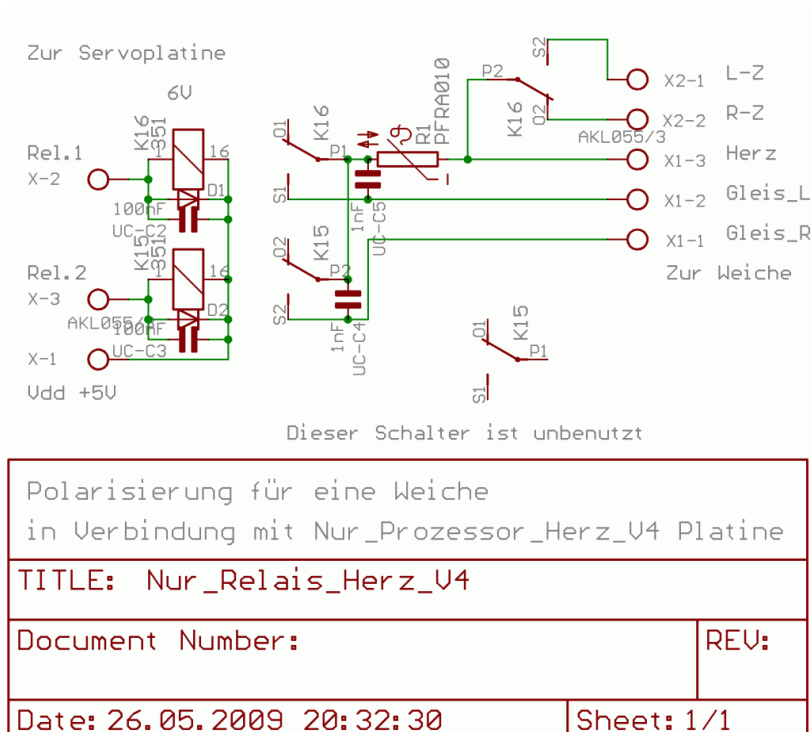 Zur Servoplatine
6V
K16
351
Rel.1
1
16
X-2
D1
100nF
UC-C2
K15
351
Rel.2
1
16
X-3
D2
AKL055/
100nF
UC-C3
X-1
Vdd +5V
O1
K16
P1
S1
ϑ
R1
PFRA010
1nF
UC-C5
O2
K15
P2
S2
1nF
UC-C4
S2
P2
K16
O2
AKL055/3
X2-1 L-Z
X2-2 R-Z
X1-3 Herz
X1-2 Gleis_L
X1-1 Gleis_R
Zur Weiche
O1
K15
P1
S1
Dieser Schalter ist unbenutzt
Polarisierung für eine Weiche
in Verbindung mit Nur_Prozessor_Herz_V4 Platine
TITLE: Nur_Relais_Herz_V4
Document Number:
REV:
Date: 26.05.2009 20:32:30
Sheet: 1/1